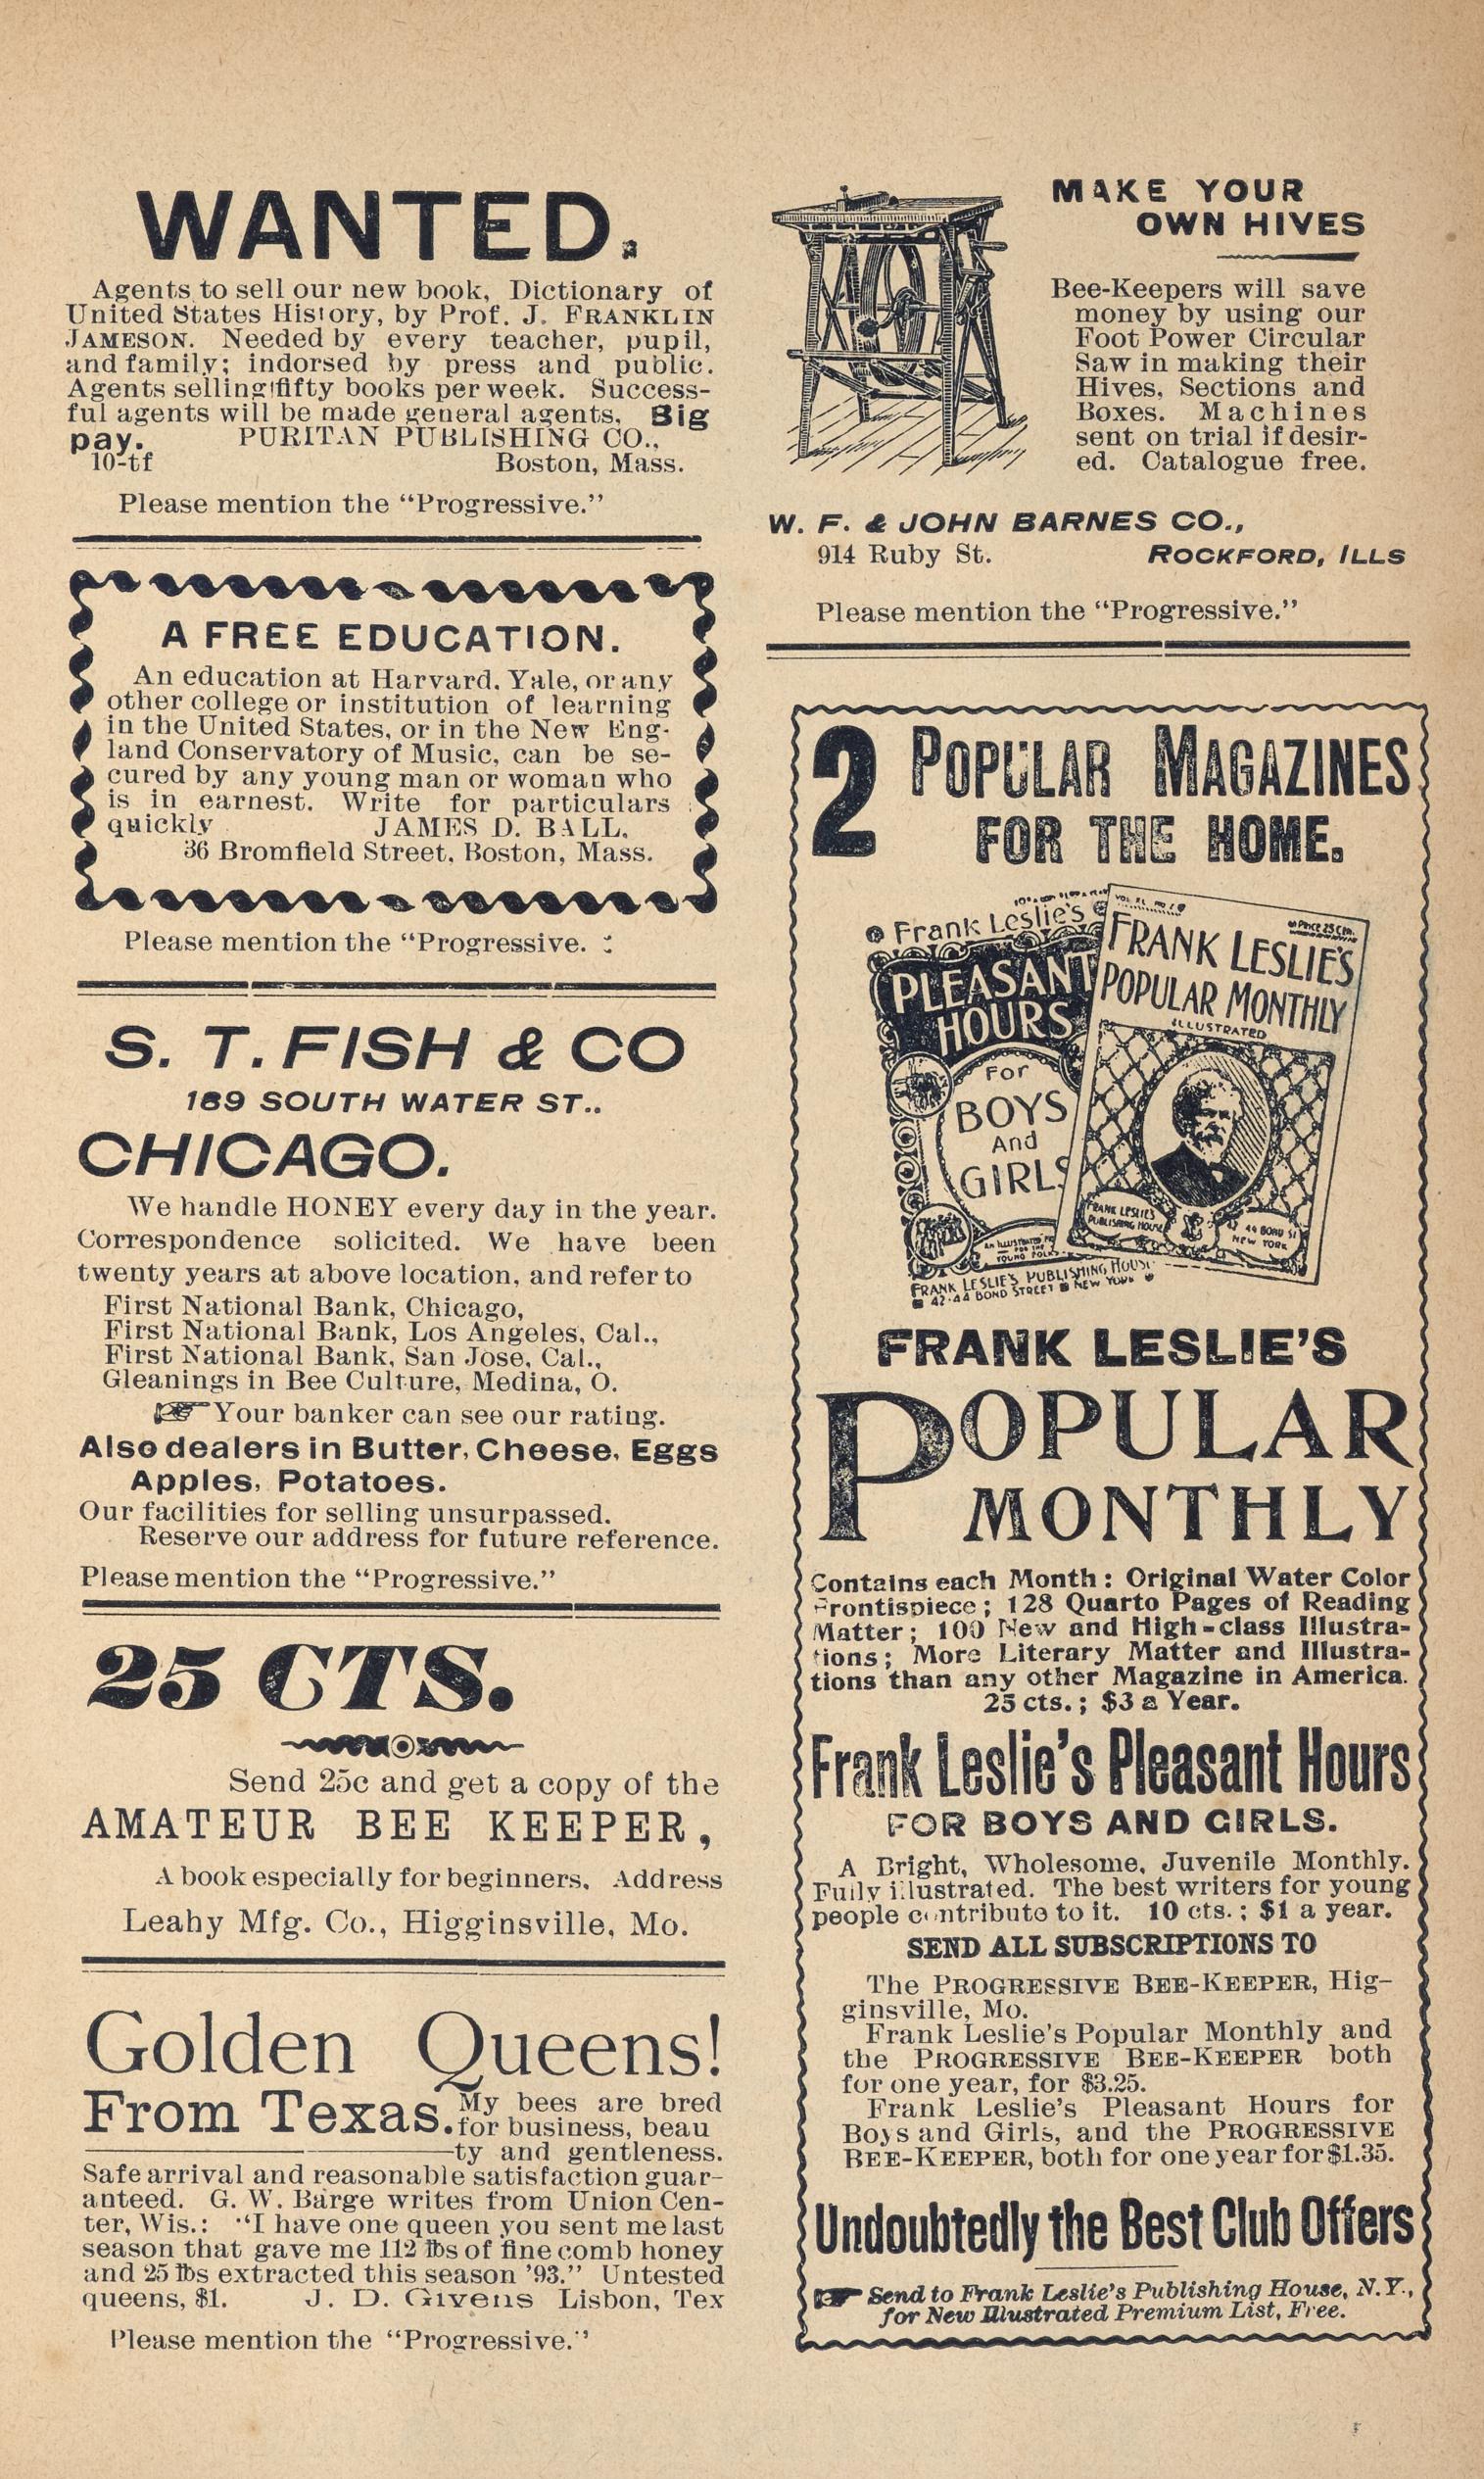 WANTED.
Agents to sell our new book, Dictionary of
United States History, by Prof. J. FRANKLIN
JAMESON. Needed by every teacher, pupil,
and family; indorsed by press and public.
Agents selling fifty books per week. Success-
ful agents will be made general agents. Big
pay. PURITAN PUBLISHING CO.,
10-tf Boston, Mass.
Please mention the "Progressive."
A FREE EDUCATION.
An education at Harvard. Yale, or any
other college or institution of learning
in the United States, or in the New Eng-
land Conservatory of Music, can be se-
cured by any young man or woman who
is in earnest. Write for particulars
quickly JAMES D. BALL,
36 Bromfield Street, Boston, Mass.
Please mention the "Progressive.
S. T. FISH & CO
189 SOUTH WATER ST..
CHICAGO.
We handle HONEY every day in the year.
Correspondence solicited. We have been
twenty years at above location, and refer to
First National Bank, Chicago,
First National Bank, Los Angeles, Cal.,
First National Bank, San Jose, Cal.,
Gleanings in Bee Culture, Medina, O.
☞Your banker can see our rating.
Also dealers in Butter, Cheese, Eggs
Apples, Potatoes.
Our facilities for selling unsurpassed.
Reserve our address for future reference.
Please mention the "Progressive."
25 CTS.
Send 25c and get a copy of the
AMATEUR BEE KEEPER,
A book especially for beginners. Address
Leahy Mfg. Co., Higginsville, Mo.
Golden Queens!
From Texas. My bees are bred
for business, beau
ty and gentleness.
Safe arrival and reasonable satisfaction guar-
anteed. G. W. Barge writes from Union Cen-
ter, Wis.: "I have one queen you sent me last
season that gave me 112 ℔s of fine comb honey
and 25 ℔s extracted this season '93." Untested
queens, $1. J. D. Givens Lisbon, Tex
Please mention the "Progressive."
MAKE YOUR
OWN HIVES
Bee-Keepers will save
money by using our
Foot Power Circular
Saw in making their
Hives, Sections and
Boxes. Machines
sent on trial if desir-
ed. Catalogue free.
W. F. & JOHN BARNES CO.,
914 Ruby St. ROCKFORD, ILLS
Please mention the "Progressive."
2 POPULAR MAGAZINES
FOR THE HOME.
Frank Leslie's
PLEASANT
HOURS
For
BOYS
And
GIRLS
FRANK LESLIE'S PUBLISHING HOUSE
42-44 BOND STREET NEW YORK
Price 25 Cts.
FRANK LESLIE'S
POPULAR MONTHLY
ILLUSTRATED
FRANK LESLIE'S
PUBLISHING HOUSE
42 44 BOND ST
NEW YORK
FRANK LESLIE'S
POPULAR
MONTHLY
Contains each Month: Original Water Color
Frontispiece; 128 Quarto Pages of Reading
Matter; 100 New and High-class Illustra-
tions; More Literary Matter and Illustra-
tions than any other Magazine in America.
25 cts.; $3 a Year.
Frank Leslie's Pleasant Hours
FOR BOYS AND GIRLS.
A Bright, Wholesome, Juvenile Monthly.
Fully illustrated. The best writers for young
people contribute to it. 10 cts.; $1 a year.
SEND ALL SUBSCRIPTIONS TO
The PROGRESSIVE BEE-KEEPER, Hig-
ginsville, Mo.
Frank Leslie's Popular Monthly and
the PROGRESSIVE BEE-KEEPER both
for one year, for $3.25.
Frank Leslie's Pleasant Hours for
Boys and Girls, and the PROGRESSIVE
BEE-KEEPER, both for one year for $1.35.
Undoubtedly the Best Club Offers
☞ Send to Frank Leslie's Publishing House, N.Y.,
for New Illustrated Premium List, Free.